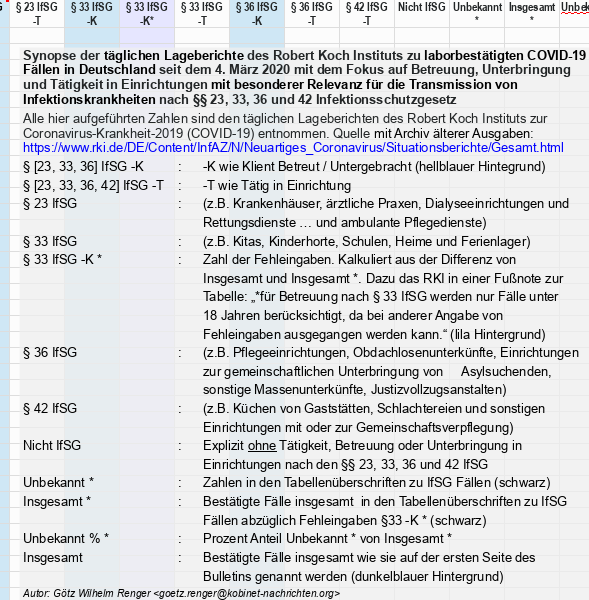 § 23 IfSG -T § 33 IfSG -K § 33 IfSG -K* § 33 IfSG -T § 36 IfSG -K § 36 IfSG -T § 42 IfSG -T Nicht IfSG Unbekannt * Insgesamt * Unbek
Synopse der täglichen Lageberichte des Robert Koch Instituts zu laborbestätigten COVID-19
Fällen in Deutschland seit dem 4. März 2020 mit dem Fokus auf Betreuung, Unterbringung
und Tätigkeit in Einrichtungen mit besonderer Relevanz für die Transmission von
Infektionskrankheiten nach §§ 23, 33, 36 und 42 Infektionsschutzgesetz
Alle hier aufgeführten Zahlen sind den täglichen Lageberichten des Robert Koch Instituts zur
Coronavirus-Krankheit-2019 (COVID-19) entnommen. Quelle mit Archiv älterer Ausgaben:
https://www.rki.de/DE/Content/InfAZ/N/Neuartiges_Coronavirus/Situationsberichte/Gesamt.html
§ [23, 33, 36] IfSG -K : -K wie Klient Betreut / Untergebracht (hellblauer Hintegrund)
§ [23, 33, 36, 42] IfSG -T : -T wie Tätig in Einrichtung
§ 23 IfSG : (z.B. Krankenhäuser, ärztliche Praxen, Dialyseeinrichtungen und
Rettungsdienste ... und ambulante Pflegedienste)
§ 33 IfSG : (z.B. Kitas, Kinderhorte, Schulen, Heime und Ferienlager)
§ 33 IfSG -K * : Zahl der Fehleingaben. Kalkuliert aus der Differenz von
Insgesamt und Insgesamt *. Dazu das RKI in einer Fußnote zur
Tabelle: „*für Betreuung nach § 33 IfSG werden nur Fälle unter
18 Jahren berücksichtigt, da bei anderer Angabe von
Fehleingaben ausgegangen werden kann.“ (lila Hintergrund)
§ 36 IfSG : (z.B. Pflegeeinrichtungen, Obdachlosenunterkünfte, Einrichtungen
zur gemeinschaftlichen Unterbringung von Asylsuchenden,
sonstige Massenunterkünfte, Justizvollzugsanstalten)
§ 42 IfSG : (z.B. Küchen von Gaststätten, Schlachtereien und sonstigen
Einrichtungen mit oder zur Gemeinschaftsverpflegung)
Nicht IfSG : Explizit ohne Tätigkeit, Betreuung oder Unterbringung in
Einrichtungen nach den §§ 23, 33, 36 und 42 IfSG
Unbekannt * : Zahlen in den Tabellenüberschriften zu IfSG Fällen (schwarz)
Insgesamt * : Bestätigte Fälle insgesamt in den Tabellenüberschriften zu IfSG
Fällen abzüglich Fehleingaben §33 -K * (schwarz)
Unbekannt % * : Prozent Anteil Unbekannt * von Insgesamt *
Insgesamt : Bestätigte Fälle insgesamt wie sie auf der ersten Seite des
Bulletins genannt werden (dunkelblauer Hintergrund)
Autor: Götz Wilhelm Renger <goetz.renger@kobinet-nachrichten.org>